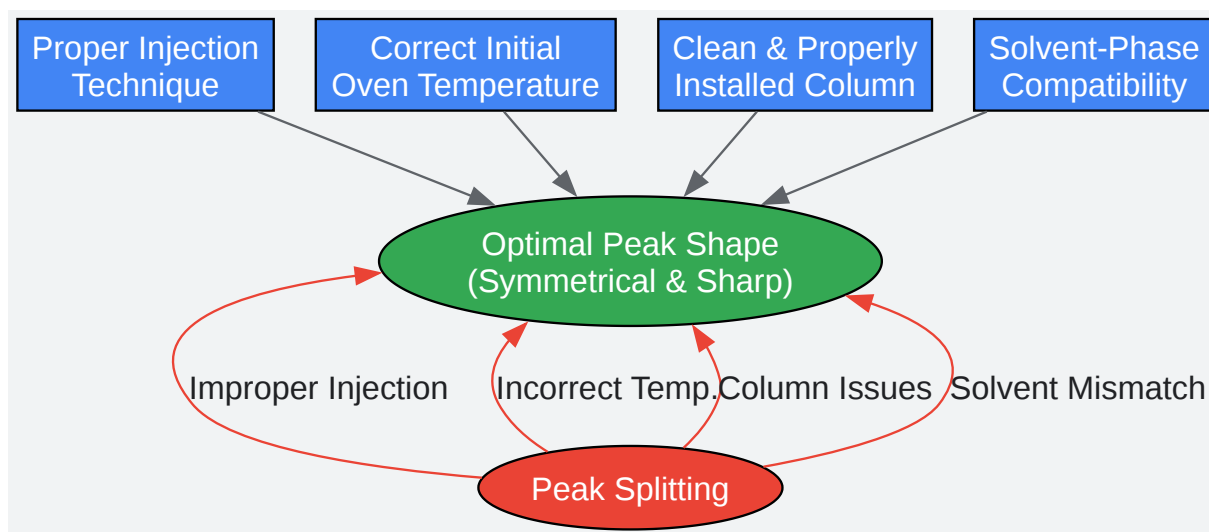 Proper Injection
Technique
Correct Initial
Oven Temperature
Clean & Properly
Installed Column
Solvent-Phase
Compatibility
Optimal Peak Shape
(Symmetrical & Sharp)
Improper Injection
Incorrect Temp.
Column Issues
Solvent Mismatch
Peak Splitting